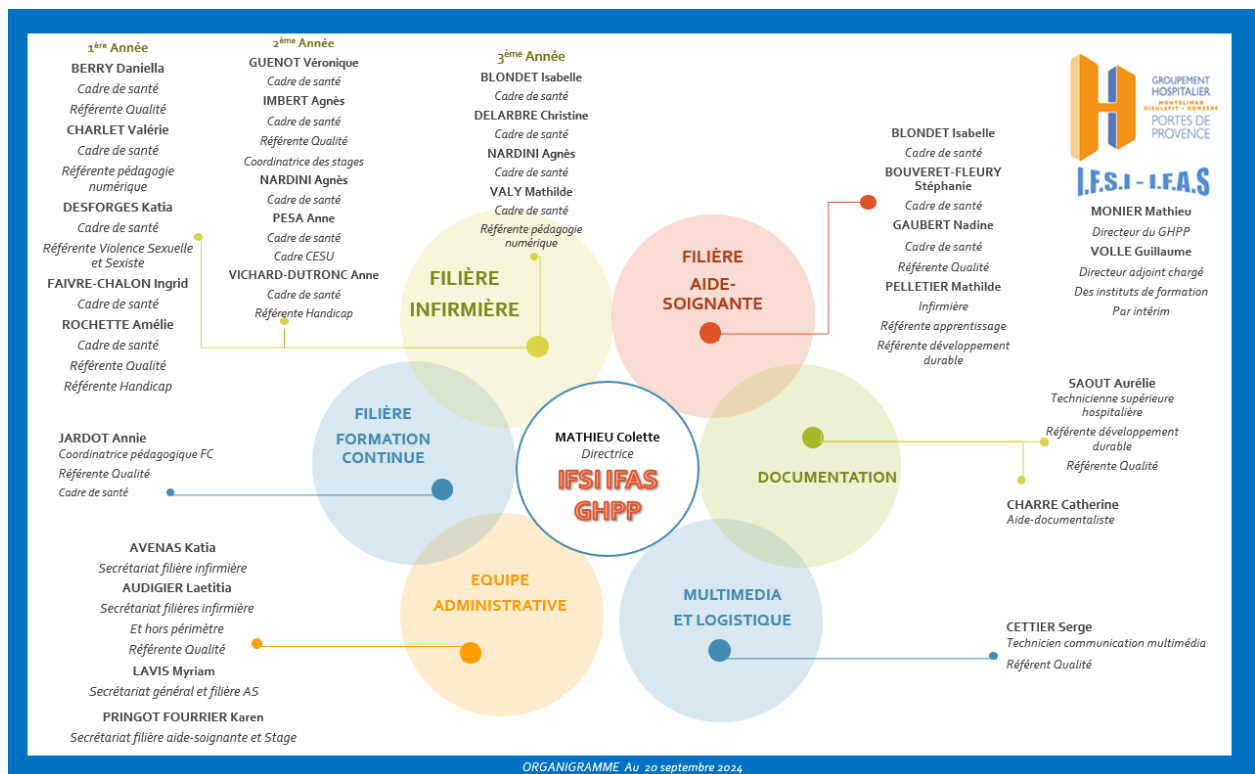 1ère Année
BERRY Daniella
Cadre de santé
Référente Qualité
CHARLET Valérie
Cadre de santé
Référente pédagogie
numérique
DESFORGES Katia
Cadre de santé
Référente Violence Sexuelle
et Sexiste
FAIVRE-CHALON Ingrid
Cadre de santé
ROCHETTE Amélie
Cadre de santé
Référente Qualité
Référente Handicap
2ème Année
GUENOT Véronique
Cadre de santé
IMBERT Agnès
Cadre de santé
Référente Qualité
Coordinatrice des stages
NARDINI Agnès
Cadre de santé
PESA Anne
Cadre de santé
Cadre CESU
VICHARD-DUTRONC Anne
Cadre de santé
Référente Handicap
3ème Année
BLONDET Isabelle
Cadre de santé
DELARBRE Christine
Cadre de santé
NARDINI Agnès
Cadre de santé
VALY Mathilde
Cadre de santé
Référente pédagogie
numérique
FILIÈRE
INFIRMIÈRE
FILIÈRE
AIDE-
SOIGNANTE
BLONDET Isabelle
Cadre de santé
BOUVERET-FLEURY
Stéphanie
Cadre de santé
GAUBERT Nadine
Cadre de santé
Référente Qualité
PELLETIER Mathilde
Infirmière
Référente apprentissage
Référente développement
durable
GROUPEMENT
HOSPITALIER
MONTÉLIMAR
DIEULEFIT - DONZÈRE
PORTES DE
PROVENCE
I.F.S.I - I.F.A.S
MONIER Mathieu
Directeur du GHPP
VOLLE Guillaume
Directeur adjoint chargé
Des instituts de formation
Par intérim
FILIÈRE
FORMATION
CONTINUE
JARDOT Annie
Coordinatrice pédagogique FC
Référente Qualité
Cadre de santé
MATHIEU Colette
Directrice
IFSI IFAS
GHPP
DOCUMENTATION
SAOUT Aurélie
Technicienne supérieure
hospitalière
Référente développement
durable
Référente Qualité
CHARRE Catherine
Aide-documentaliste
AVENAS Katia
Secrétariat filière infirmière
AUDIGIER Laetitia
Secrétariat filières infirmière
Et hors périmètre
Référente Qualité
LAVIS Myriam
Secrétariat général et filière AS
PRINGOT FOURRIER Karen
Secrétariat filière aide-soignante et Stage
EQUIPE
ADMINISTRATIVE
MULTIMEDIA
ET LOGISTIQUE
CETTIER Serge
Technicien communication multimédia
Référent Qualité
ORGANIGRAMME Au 20 septembre 2024